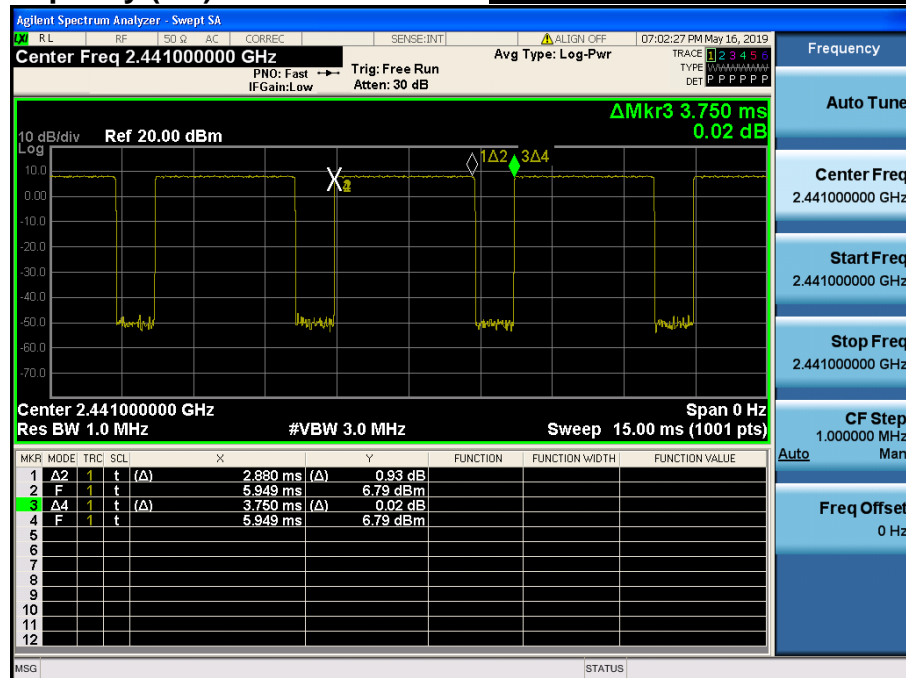 Agilent Spectrum Analyzer - Swept SA
LXI RL RF 50 Ω AC CORREC SENSE:INT ALIGN OFF 07:02:27 PM May 16, 2019
Center Freq 2.441000000 GHz Avg Type: Log-Pwr TRACE 1 2 3 4 5 6
PNO: Fast Trig: Free Run TYPE WWWWWW
IFGain:Low Atten: 30 dB DET P P P P P P
Frequency
Auto Tune
Center Freq
2.441000000 GHz
Start Freq
2.441000000 GHz
Stop Freq
2.441000000 GHz
CF Step
1.000000 MHz
Auto Man
Freq Offset
0 Hz
ΔMkr3 3.750 ms
0.02 dB
10 dB/div Ref 20.00 dBm
Log
10.0
0.00
-10.0
-20.0
-30.0
-40.0
-50.0
-60.0
-70.0
1Δ2 3Δ4
Center 2.441000000 GHz Span 0 Hz
Res BW 1.0 MHz #VBW 3.0 MHz Sweep 15.00 ms (1001 pts)
MKR MODE TRC SCL X Y FUNCTION FUNCTION WIDTH FUNCTION VALUE
1 Δ2 1 t (Δ) 2.880 ms (Δ) 0.93 dB
2 F 1 t 5.949 ms 6.79 dBm
3 Δ4 1 t (Δ) 3.750 ms (Δ) 0.02 dB
4 F 1 t 5.949 ms 6.79 dBm
5
6
7
8
9
10
11
12
MSG STATUS